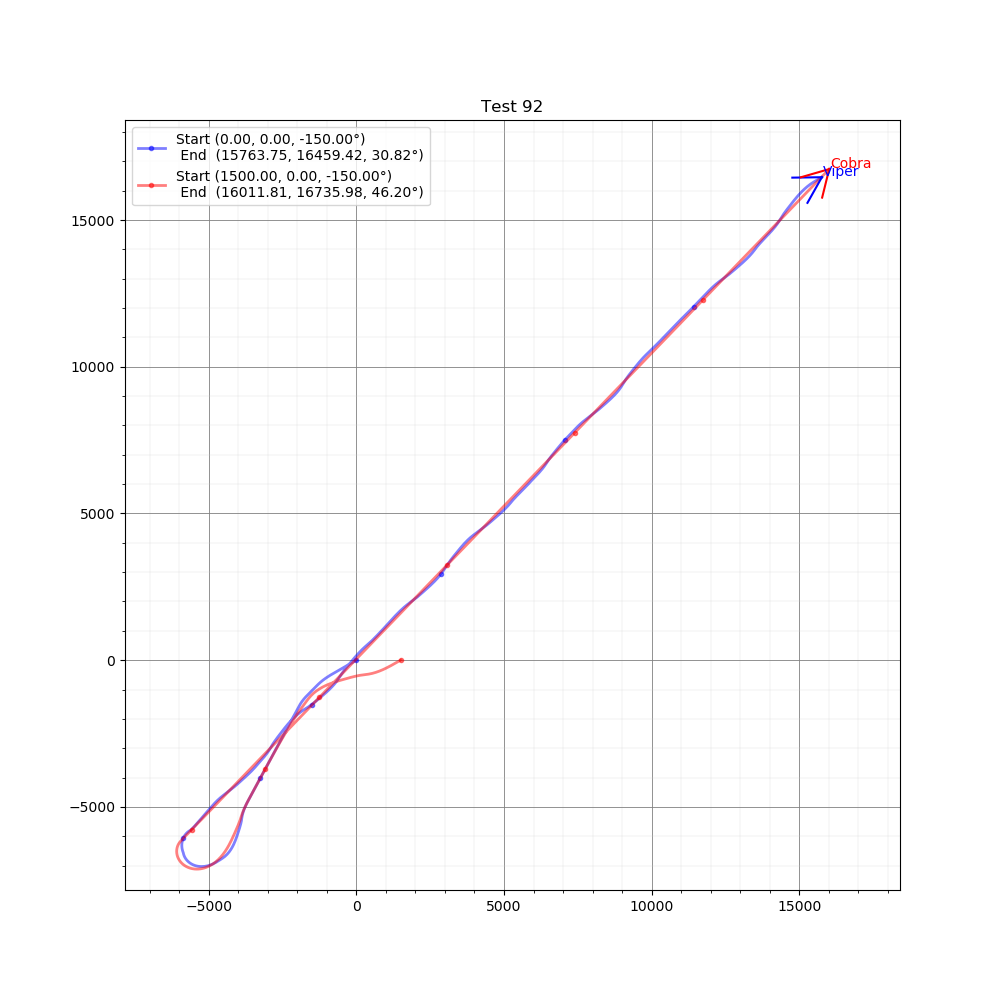 Test 92
Start (0.00, 0.00, -150.00°)
End (15763.75, 16459.42, 30.82°)
Start (1500.00, 0.00, -150.00°)
End (16011.81, 16735.98, 46.20°)
Cobra
Viper
15000
10000
5000
0
−5000
−5000
0
5000
10000
15000